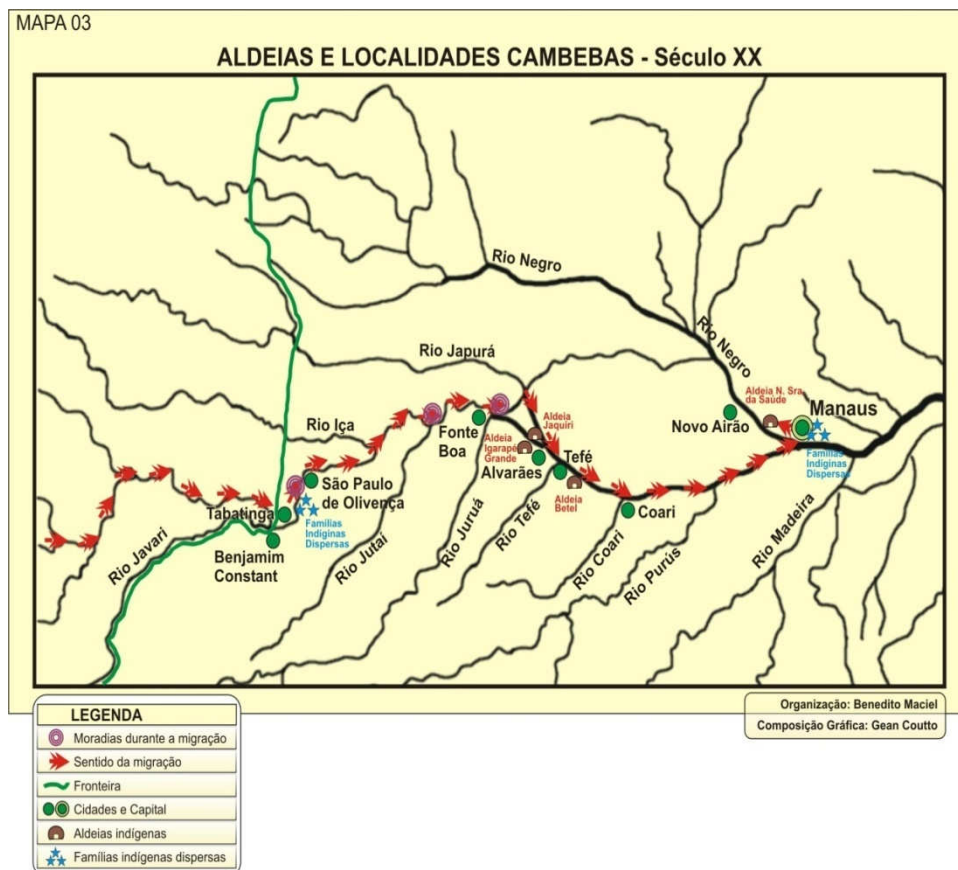 MAPA 03
ALDEIAS E LOCALIDADES CAMBEBAS - Século XX
Rio Negro
Rio Negro
Rio Japurá
Aldeia N. Sra.
da Saúde
Manaus
Novo Airão
Famílias
Indíginas
Dispersas
Rio Iça
Fonte
Boa
Aldeia
Jaquiri
Aldeia
Igarapé
Grande
Alvarães
Tefé
Aldeia
Betel
São Paulo
de Olivença
Tabatinga
Famílias
Indíginas
Dispersas
Benjamim
Constant
Coari
Rio Javari
Rio Jutaí
Rio Juruá
Rio Tefé
Rio Coari
Rio Purús
Rio Madeira
Organização: Benedito Maciel
Composição Gráfica: Gean Coutto
LEGENDA
Moradias durante a migração
Sentido da migração
Fronteira
Cidades e Capital
Aldeias indígenas
Famílias indígenas dispersas